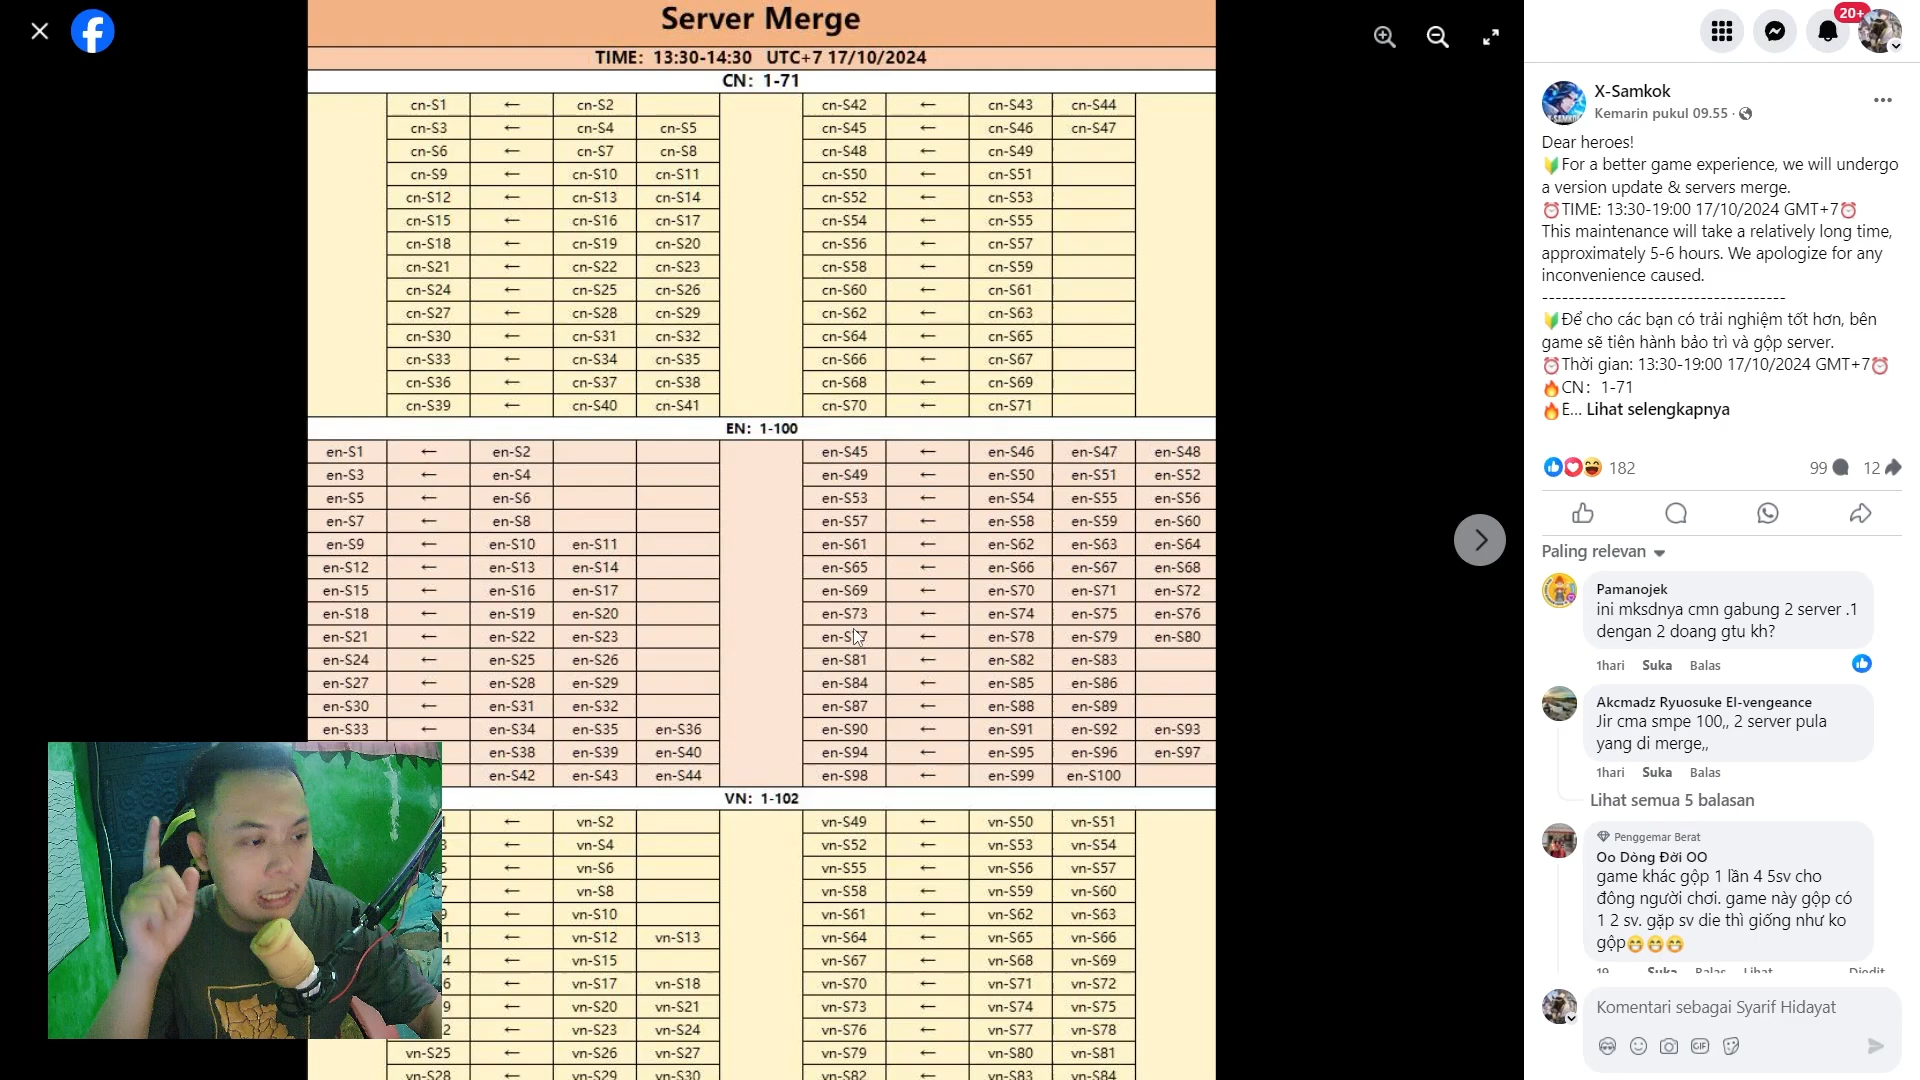 Server Merge
TIME: 13:30-14:30 UTC+7 17/10/2024
CN: 1-71
cn-S1 ← cn-S2 cn-S42 ← cn-S43 cn-S44
cn-S3 ← cn-S4 cn-S5 cn-S45 ← cn-S46 cn-S47
cn-S6 ← cn-S7 cn-S8 cn-S48 ← cn-S49
cn-S9 ← cn-S10 cn-S11 cn-S50 ← cn-S51
cn-S12 ← cn-S13 cn-S14 cn-S52 ← cn-S53
cn-S15 ← cn-S16 cn-S17 cn-S54 ← cn-S55
cn-S18 ← cn-S19 cn-S20 cn-S56 ← cn-S57
cn-S21 ← cn-S22 cn-S23 cn-S58 ← cn-S59
cn-S24 ← cn-S25 cn-S26 cn-S60 ← cn-S61
cn-S27 ← cn-S28 cn-S29 cn-S62 ← cn-S63
cn-S30 ← cn-S31 cn-S32 cn-S64 ← cn-S65
cn-S33 ← cn-S34 cn-S35 cn-S66 ← cn-S67
cn-S36 ← cn-S37 cn-S38 cn-S68 ← cn-S69
cn-S39 ← cn-S40 cn-S41 cn-S70 ← cn-S71
EN: 1-100
en-S1 ← en-S2 en-S45 ← en-S46 en-S47 en-S48
en-S3 ← en-S4 en-S49 ← en-S50 en-S51 en-S52
en-S5 ← en-S6 en-S53 ← en-S54 en-S55 en-S56
en-S7 ← en-S8 en-S57 ← en-S58 en-S59 en-S60
en-S9 ← en-S10 en-S11 en-S61 ← en-S62 en-S63 en-S64
en-S12 ← en-S13 en-S14 en-S65 ← en-S66 en-S67 en-S68
en-S15 ← en-S16 en-S17 en-S69 ← en-S70 en-S71 en-S72
en-S18 ← en-S19 en-S20 en-S73 ← en-S74 en-S75 en-S76
en-S21 ← en-S22 en-S23 ← en-S78 en-S79 en-S80
en-S24 ← en-S25 en-S26 en-S81 ← en-S82 en-S83
en-S27 ← en-S28 en-S29 en-S84 ← en-S85 en-S86
en-S30 ← en-S31 en-S32 en-S87 ← en-S88 en-S89
en-S33 ← en-S34 en-S35 en-S36 en-S90 ← en-S91 en-S92 en-S93
en-S38 en-S39 en-S40 en-S94 ← en-S95 en-S96 en-S97
en-S42 en-S43 en-S44 en-S98 ← en-S99 en-S100
VN: 1-102
← vn-S2 vn-S49 ← vn-S50 vn-S51
← vn-S4 vn-S52 ← vn-S53 vn-S54
← vn-S6 vn-S55 ← vn-S56 vn-S57
← vn-S8 vn-S58 ← vn-S59 vn-S60
← vn-S10 vn-S61 ← vn-S62 vn-S63
← vn-S12 vn-S13 vn-S64 ← vn-S65 vn-S66
← vn-S15 vn-S67 ← vn-S68 vn-S69
← vn-S17 vn-S18 vn-S70 ← vn-S71 vn-S72
← vn-S20 vn-S21 vn-S73 ← vn-S74 vn-S75
← vn-S23 vn-S24 vn-S76 ← vn-S77 vn-S78
vn-S25 ← vn-S26 vn-S27 vn-S79 ← vn-S80 vn-S81
vn-S28 ← vn-S29 vn-S30 vn-S82 ← vn-S83 vn-S84
20+
X-Samkok
Kemarin pukul 09.55 ·
Dear heroes!
🔰For a better game experience, we will undergo
a version update & servers merge.
⏰TIME: 13:30-19:00 17/10/2024 GMT+7⏰
This maintenance will take a relatively long time,
approximately 5-6 hours. We apologize for any
inconvenience caused.
-------------------------------------
🔰Để cho các bạn có trải nghiệm tốt hơn, bên
game sẽ tiên hành bảo trì và gộp server.
⏰Thời gian: 13:30-19:00 17/10/2024 GMT+7⏰
🔥CN: 1-71
🔥E... Lihat selengkapnya
182 99 12
Paling relevan
Pamanojek
ini mksdnya cmn gabung 2 server .1
dengan 2 doang gtu kh?
1hari Suka Balas
Akcmadz Ryuosuke El-vengeance
Jir cma smpe 100,, 2 server pula
yang di merge,,
1hari Suka Balas
Lihat semua 5 balasan
Penggemar Berat
Oo Dòng Đời OO
game khác gộp 1 lần 4 5sv cho
đông người chơi. game này gộp có
1 2 sv. gặp sv die thì giống như ko
gộp😁😁😁
Suka Balas Lihat
Komentari sebagai Syarif Hidayat
GIF